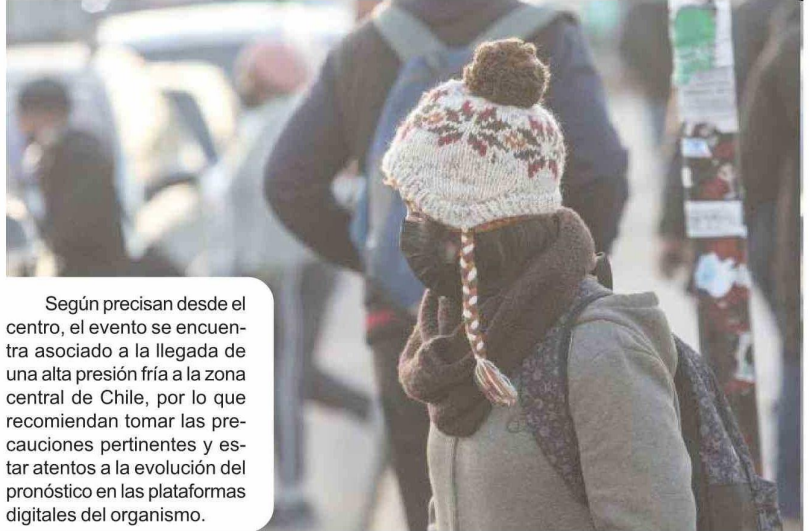 Según precisan desde el
centro, el evento se encuen-
tra asociado a la llegada de
una alta presión fría a la zona
central de Chile, por lo que
recomiendan tomar las pre-
cauciones pertinentes y es-
tar atentos a la evolución del
pronóstico en las plataformas
digitales del organismo.